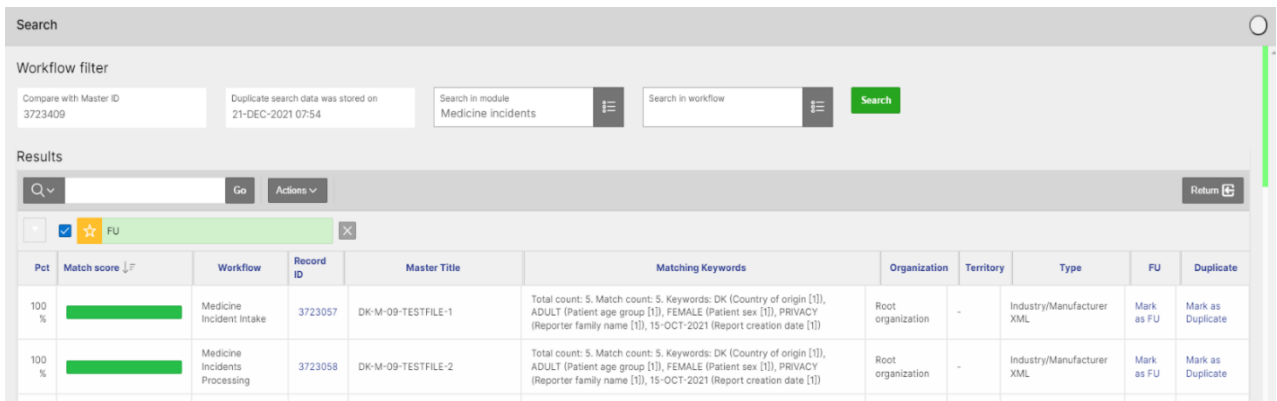 Search
Workflow filter
Compare with Master ID
3723409
Duplicate search data was stored on
21-DEC-2021 07:54
Search in module
Medicine incidents
Search in workflow
Search
Results
Go
Actions
Return
FU
Pct Match score Workflow Record ID Master Title Matching Keywords Organization Territory Type FU Duplicate
100 %
Medicine
Incident Intake
3723057
DK-M-09-TESTFILE-1
Total count: 5. Match count: 5. Keywords: DK (Country of origin [1]),
ADULT (Patient age group [1]), FEMALE (Patient sex [1]), PRIVACY
(Reporter family name [1]), 15-OCT-2021 (Report creation date [1])
Root
organization
-
Industry/Manufacturer
XML
Mark
as FU
Mark as
Duplicate
100 %
Medicine
Incidents
Processing
3723058
DK-M-09-TESTFILE-2
Total count: 5. Match count: 5. Keywords: DK (Country of origin [1]),
ADULT (Patient age group [1]), FEMALE (Patient sex [1]), PRIVACY
(Reporter family name [1]), 15-OCT-2021 (Report creation date [1])
Root
organization
-
Industry/Manufacturer
XML
Mark
as FU
Mark as
Duplicate